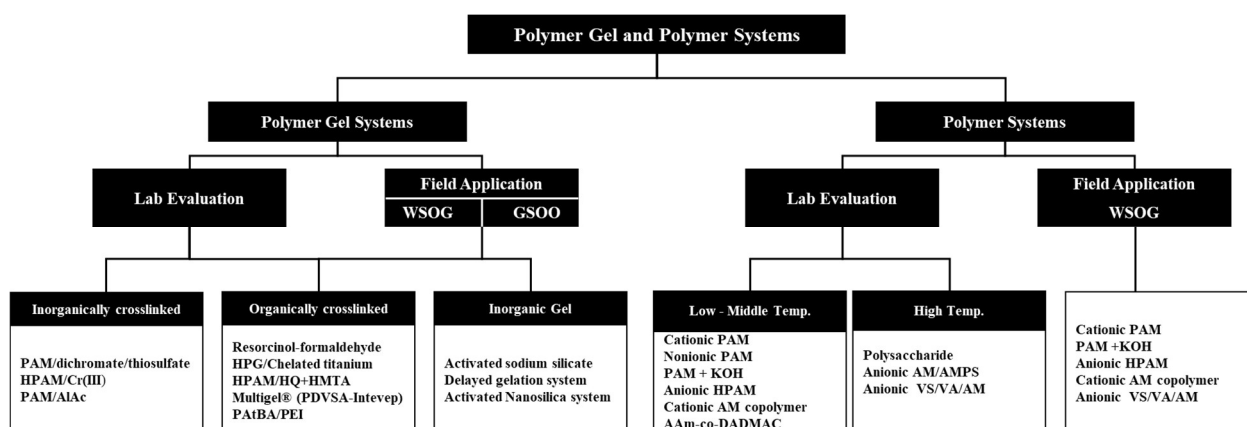 Polymer Gel and Polymer Systems
Polymer Gel Systems
Polymer Systems
Lab Evaluation
Field Application
WSOG
GSOO
Lab Evaluation
Field Application
WSOG
Inorganically crosslinked
PAM/dichromate/thiosulfate
HPAM/Cr(III)
PAM/AlAc
Organically crosslinked
Resorcinol-formaldehyde
HPG/Chelated titanium
HPAM/HQ+HMTA
Multigel® (PDVSA-Intevep)
PAtBA/PEI
Inorganic Gel
Activated sodium silicate
Delayed gelation system
Activated Nanosilica system
Low - Middle Temp.
Cationic PAM
Nonionic PAM
PAM + KOH
Anionic HPAM
Cationic AM copolymer
AAm-co-DADMAC
High Temp.
Polysaccharide
Anionic AM/AMPS
Anionic VS/VA/AM
Cationic PAM
PAM +KOH
Anionic HPAM
Cationic AM copolymer
Anionic VS/VA/AM